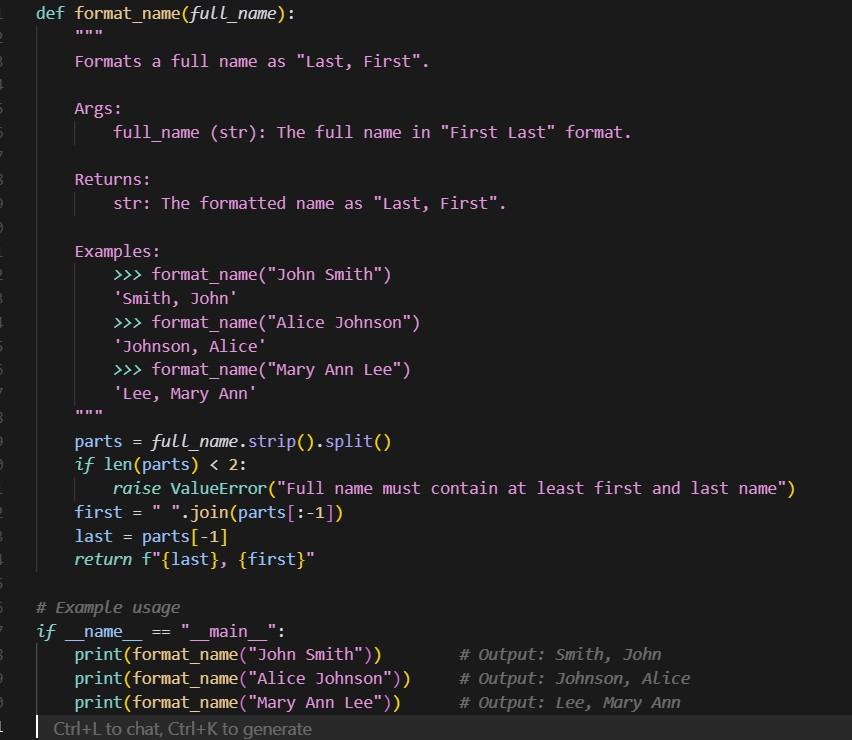 def format_name(full_name):
    """
    Formats a full name as "Last, First".

    Args:
        full_name (str): The full name in "First Last" format.

    Returns:
        str: The formatted name as "Last, First".

    Examples:
        >>> format_name("John Smith")
        'Smith, John'
        >>> format_name("Alice Johnson")
        'Johnson, Alice'
        >>> format_name("Mary Ann Lee")
        'Lee, Mary Ann'
    """
    parts = full_name.strip().split()
    if len(parts) < 2:
        raise ValueError("Full name must contain at least first and last name")
    first = " ".join(parts[:-1])
    last = parts[-1]
    return f"{last}, {first}"

# Example usage
if __name__ == "__main__":
    print(format_name("John Smith"))        # Output: Smith, John
    print(format_name("Alice Johnson"))     # Output: Johnson, Alice
    print(format_name("Mary Ann Lee"))      # Output: Lee, Mary Ann
Ctrl+L to chat, Ctrl+K to generate